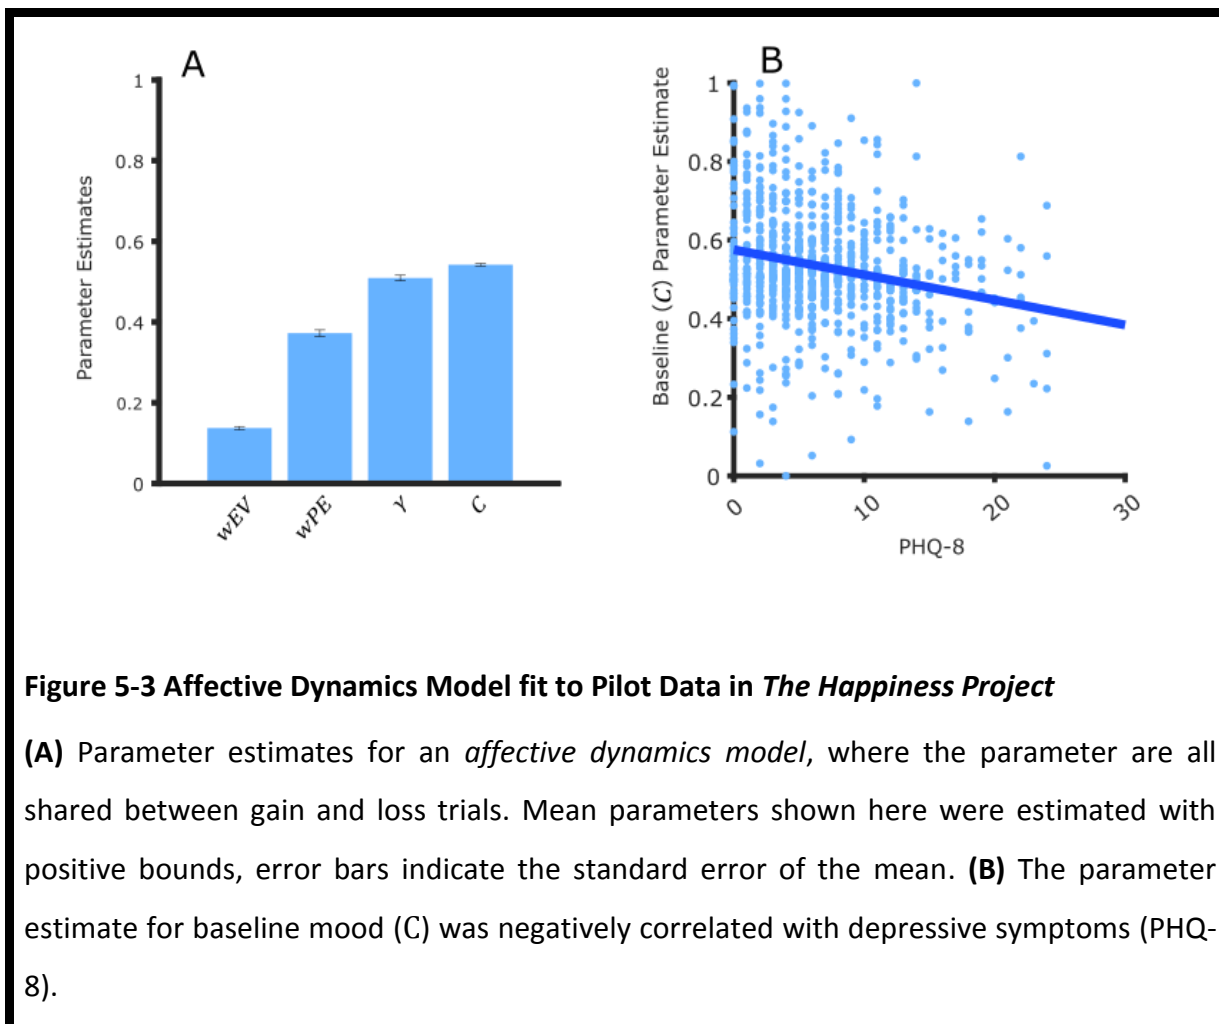 A
1
0.8
0.6
0.4
0.2
0
Parameter Estimates
wEV
wPE
γ
C
B
1
0.8
0.6
0.4
0.2
0
Baseline (C) Parameter Estimate
0
10
20
30
PHQ-8
Figure 5-3 Affective Dynamics Model fit to Pilot Data in The Happiness Project
(A) Parameter estimates for an affective dynamics model, where the parameter are all
shared between gain and loss trials. Mean parameters shown here were estimated with
positive bounds, error bars indicate the standard error of the mean. (B) The parameter
estimate for baseline mood (C) was negatively correlated with depressive symptoms (PHQ-
8).